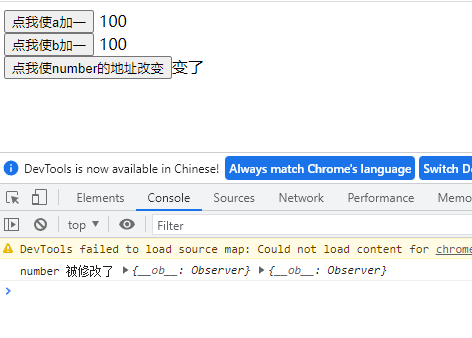 点我使a加一 100
点我使b加一 100
点我使number的地址改变 变了
DevTools is now available in Chinese! Always match Chrome's language Switch De
Elements Console Sources Network Performance Memo
top ▼ Filter
DevTools failed to load source map: Could not load content for chrome
number 被修改了 ▶{__ob__: Observer} ▶{__ob__: Observer}